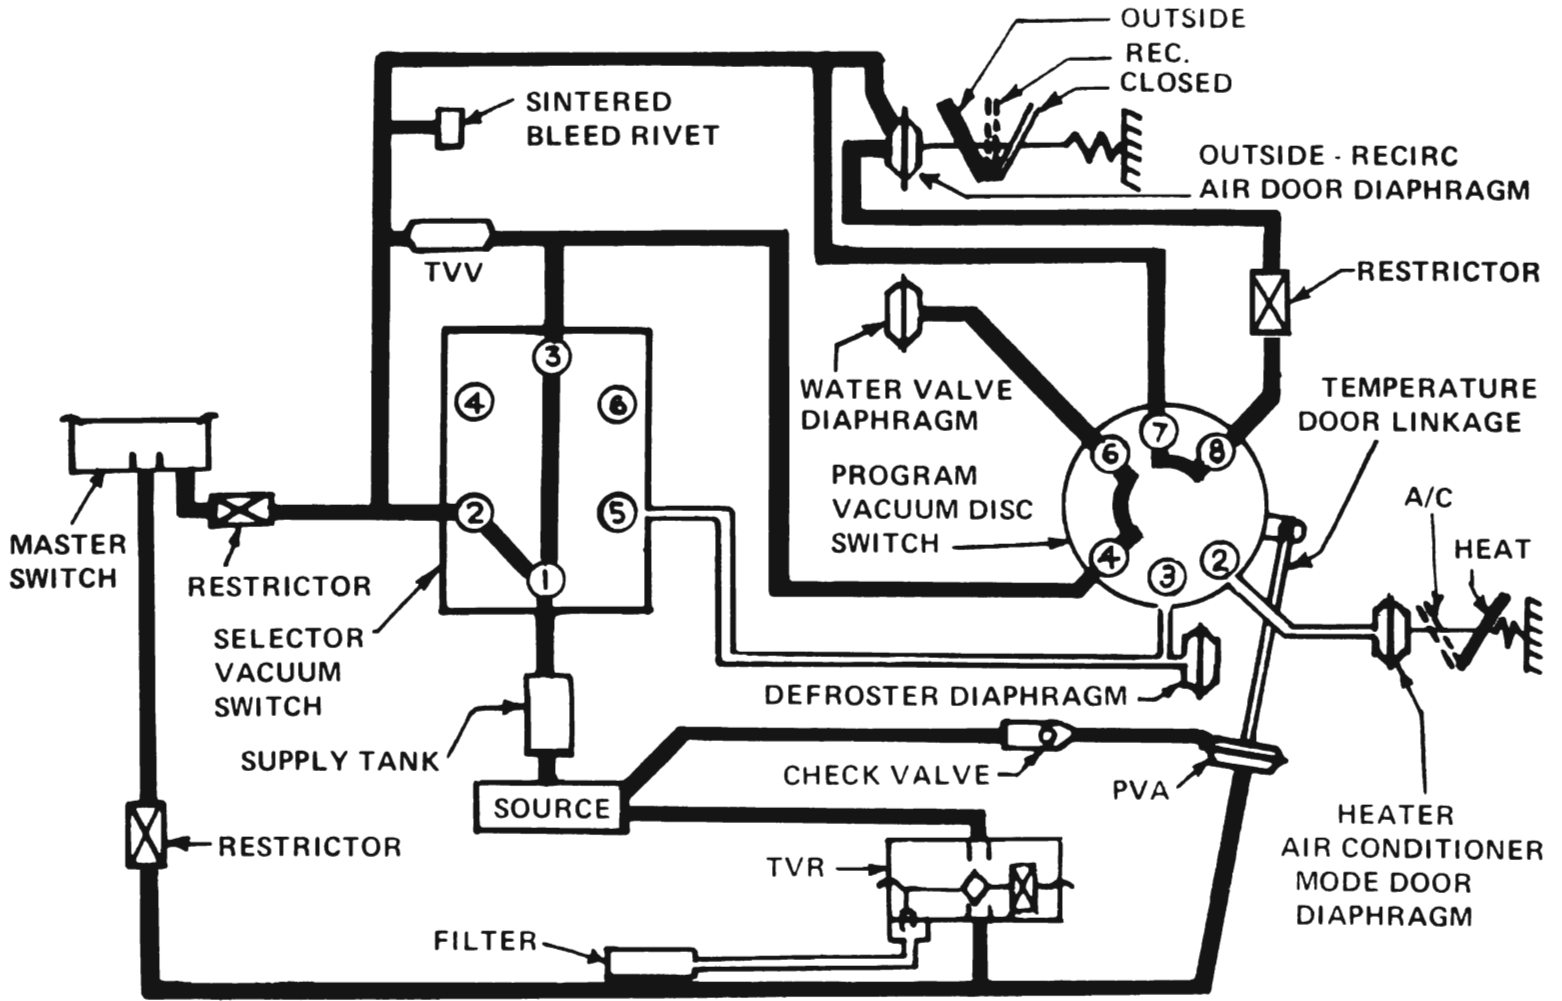 OUTSIDE
REC.
CLOSED
SINTERED
BLEED RIVET
OUTSIDE - RECIRC
AIR DOOR DIAPHRAGM
TVV
RESTRICTOR
3
4
6
WATER VALVE
DIAPHRAGM
TEMPERATURE
DOOR LINKAGE
7
6
8
PROGRAM
VACUUM DISC
SWITCH
A/C
HEAT
MASTER
SWITCH
2
5
RESTRICTOR
1
4
3
2
SELECTOR
VACUUM
SWITCH
DEFROSTER DIAPHRAGM
SUPPLY TANK
CHECK VALVE
PVA
SOURCE
HEATER
AIR CONDITIONER
MODE DOOR
DIAPHRAGM
RESTRICTOR
TVR
FILTER